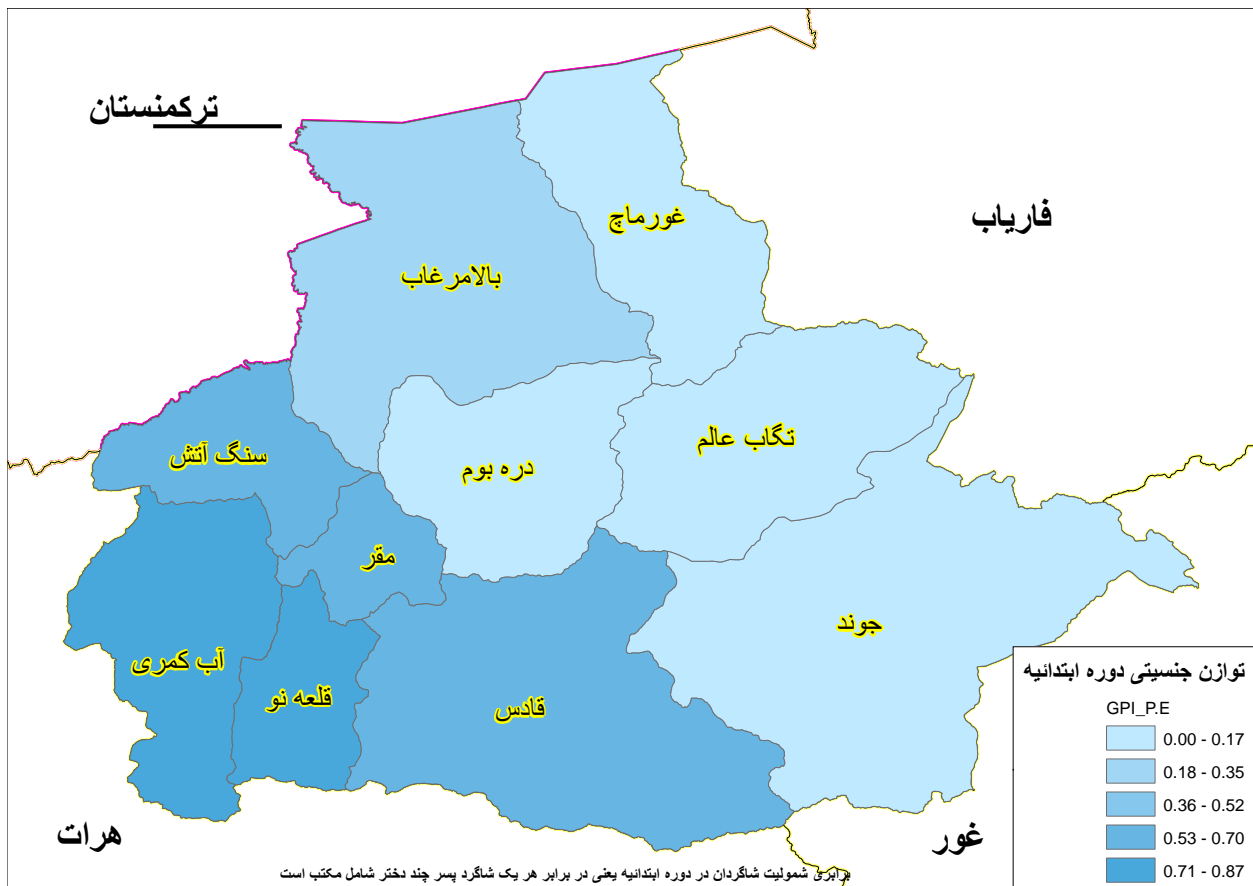 ترکمنستان
غورماچ
فاریاب
بالامرغاب
تگاب عالم
سنگ آتش
دره بوم
مقر
جوند
آب کمری
قلعه نو
قادس
توازن جنسیتی دوره ابتدائیه
GPI_P.E
0.00 - 0.17
0.18 - 0.35
0.36 - 0.52
0.53 - 0.70
0.71 - 0.87
هرات
غور
برابری شمولیت شاگردان در دوره ابتدائیه یعنی در برابر هر یک شاگرد پسر چند دختر شامل مکتب است